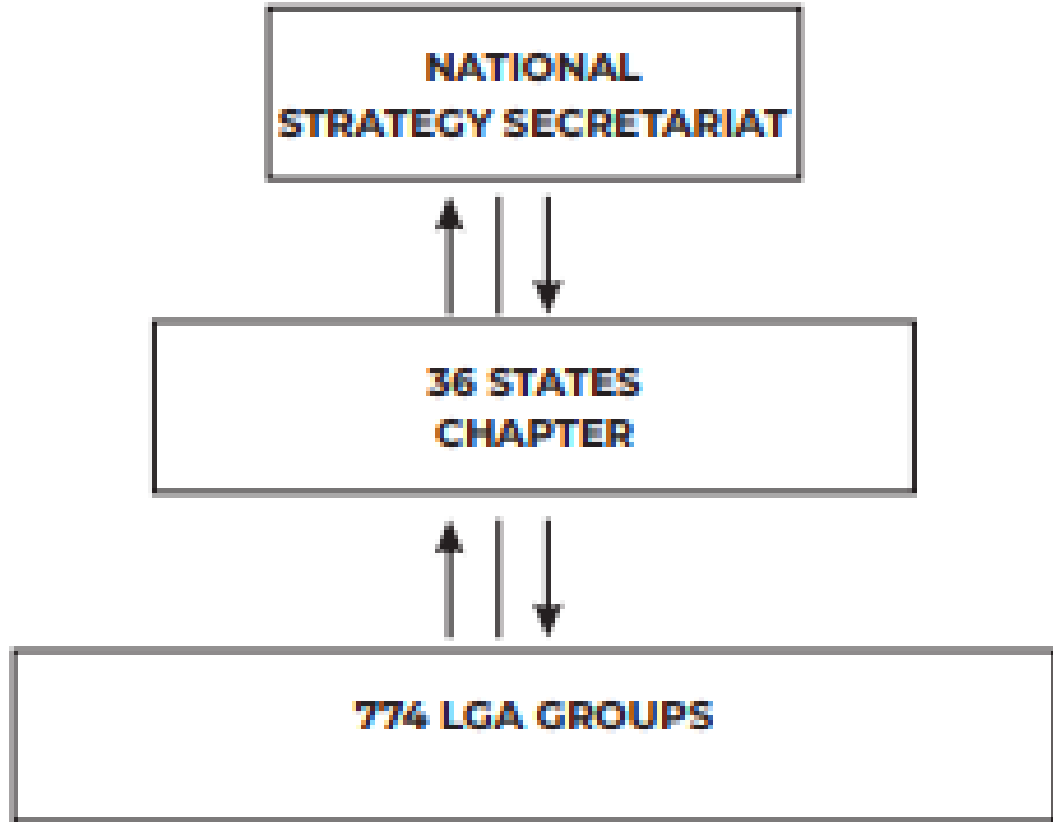 NATIONAL
STRATEGY SECRETARIAT
36 STATES
CHAPTER
774 LGA GROUPS